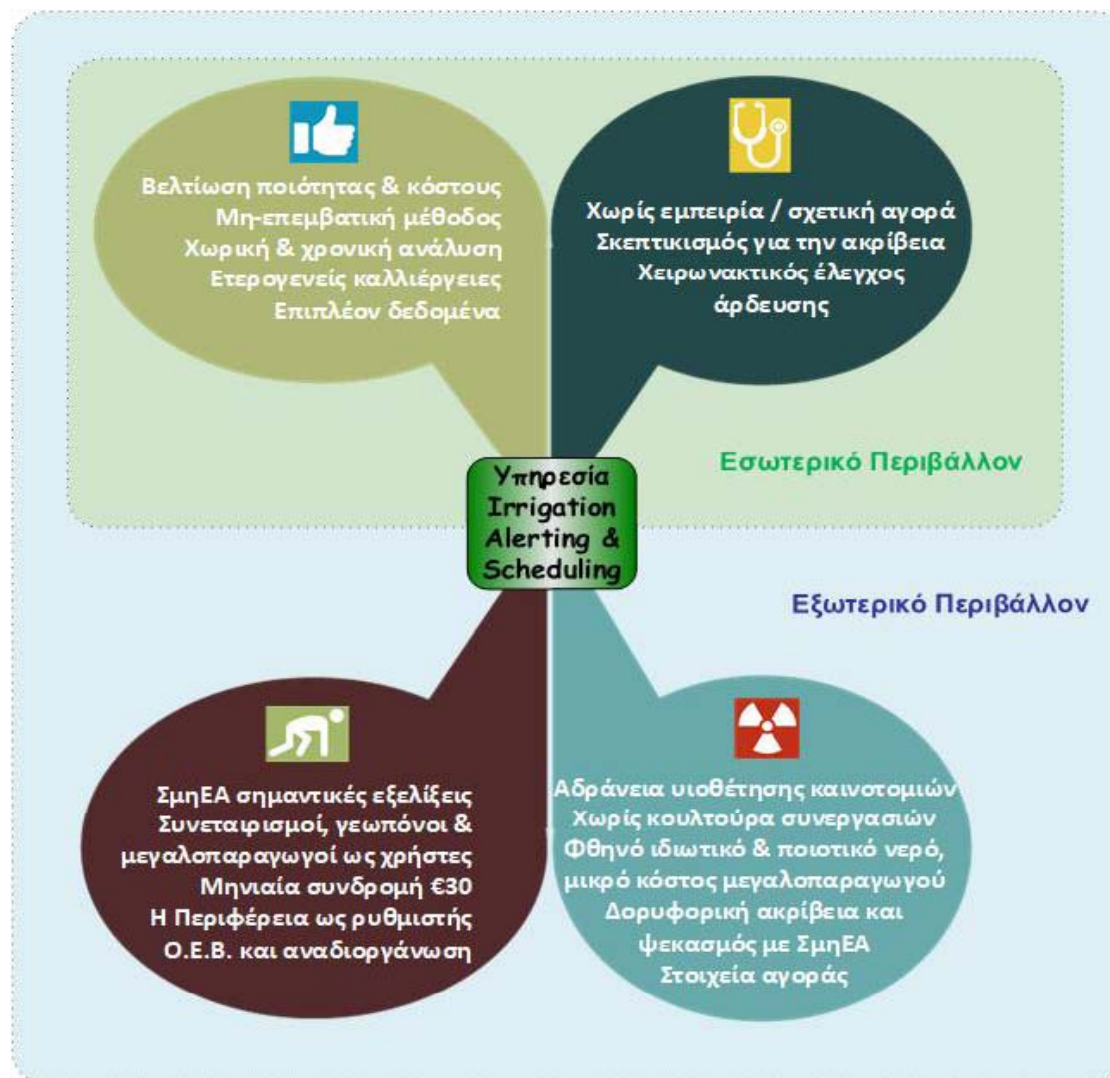 Βελτίωση ποιότητας & κόστους
Μη-επεμβατική μέθοδος
Χωρική & χρονική ανάλυση
Ετερογενείς καλλιέργειες
Επιπλέον δεδομένα
Χωρίς εμπειρία / σχετική αγορά
Σκεπτικισμός για την ακρίβεια
Χειρωνακτικός έλεγχος
άρδευσης
Εσωτερικό Περιβάλλον
Υπηρεσία
Irrigation
Alerting &
Scheduling
Εξωτερικό Περιβάλλον
ΣμηΕΑ σημαντικές εξελίξεις
Συνεταιρισμοί, γεωπόνοι &
μεγαλοπαραγωγοί ως χρήστες
Μηνιαία συνδρομή €30
Η Περιφέρεια ως ρυθμιστής
Ο.Ε.Β. και αναδιοργάνωση
Αδράνεια υιοθέτησης καινοτομιών
Χωρίς κουλτούρα συνεργασιών
Φθηνό ιδιωτικό & ποιοτικό νερό,
μικρό κόστος μεγαλοπαραγωγού
Δορυφορική ακρίβεια και
ψεκασμός με ΣμηΕΑ
Στοιχεία αγοράς